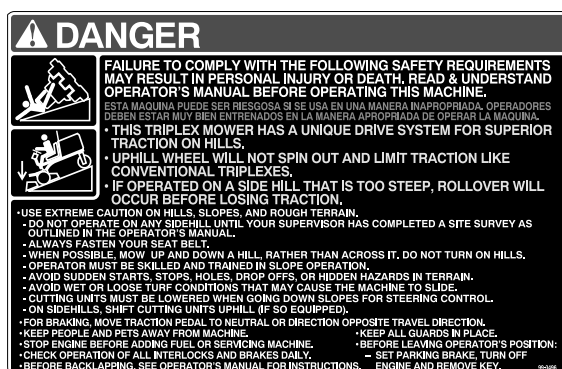 DANGER
FAILURE TO COMPLY WITH THE FOLLOWING SAFETY REQUIREMENTS
MAY RESULT IN PERSONAL INJURY OR DEATH. READ & UNDERSTAND
OPERATOR'S MANUAL BEFORE OPERATING THIS MACHINE.
ESTA MAQUINA PUEDE SER RIESGOSA SI SE USA EN UNA MANERA INAPROPRIADA. OPERADORES
DEBEN ESTAR MUY BIEN ENTRENADOS EN LA MANERA APROPRIADA DE OPERAR LA MAQUINA.
• THIS TRIPLEX MOWER HAS A UNIQUE DRIVE SYSTEM FOR SUPERIOR
TRACTION ON HILLS.
• UPHILL WHEEL WILL NOT SPIN OUT AND LIMIT TRACTION LIKE
CONVENTIONAL TRIPLEXES.
• IF OPERATED ON A SIDE HILL THAT IS TOO STEEP, ROLLOVER WILL
OCCUR BEFORE LOSING TRACTION.
•USE EXTREME CAUTION ON HILLS, SLOPES, AND ROUGH TERRAIN.
- DO NOT OPERATE ON ANY SIDEHILL UNTIL YOUR SUPERVISOR HAS COMPLETED A SITE SURVEY AS
OUTLINED IN THE OPERATOR'S MANUAL.
- ALWAYS FASTEN YOUR SEAT BELT.
- WHEN POSSIBLE, MOW UP AND DOWN A HILL, RATHER THAN ACROSS IT. DO NOT TURN ON HILLS.
- OPERATOR MUST BE SKILLED AND TRAINED IN SLOPE OPERATION.
- AVOID SUDDEN STARTS, STOPS, HOLES, DROP OFFS, OR HIDDEN HAZARDS IN TERRAIN.
- AVOID WET OR LOOSE TURF CONDITIONS THAT MAY CAUSE THE MACHINE TO SLIDE.
- CUTTING UNITS MUST BE LOWERED WHEN GOING DOWN SLOPES FOR STEERING CONTROL.
- ON SIDEHILLS, SHIFT CUTTING UNITS UPHILL (IF SO EQUIPPED).
•FOR BRAKING, MOVE TRACTION PEDAL TO NEUTRAL OR DIRECTION OPPOSITE TRAVEL DIRECTION.
•KEEP PEOPLE AND PETS AWAY FROM MACHINE.
•STOP ENGINE BEFORE ADDING FUEL OR SERVICING MACHINE.
•CHECK OPERATION OF ALL INTERLOCKS AND BRAKES DAILY.
•BEFORE BACKLAPPING, SEE OPERATOR'S MANUAL FOR INSTRUCTIONS.
•KEEP ALL GUARDS IN PLACE.
•BEFORE LEAVING OPERATOR'S POSITION:
– SET PARKING BRAKE, TURN OFF
ENGINE AND REMOVE KEY.